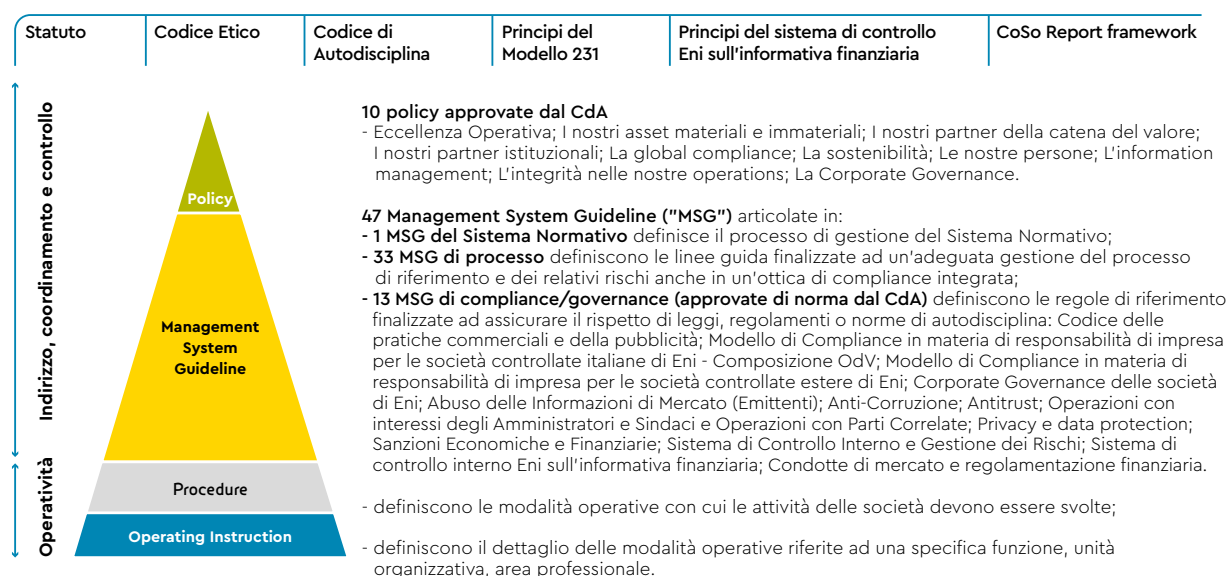 Statuto
Codice Etico
Codice di
Autodisciplina
Principi del
Modello 231
Principi del sistema di controllo
Eni sull'informativa finanziaria
CoSo Report framework
Indirizzo, coordinamento e controllo
Operatività
Policy
Management
System
Guideline
Procedure
Operating Instruction
10 policy approvate dal CdA
- Eccellenza Operativa; I nostri asset materiali e immateriali; I nostri partner della catena del valore;
I nostri partner istituzionali; La global compliance; La sostenibilità; Le nostre persone; L'information
management; L'integrità nelle nostre operations; La Corporate Governance.
47 Management System Guideline ("MSG") articolate in:
- 1 MSG del Sistema Normativo definisce il processo di gestione del Sistema Normativo;
- 33 MSG di processo definiscono le linee guida finalizzate ad un'adeguata gestione del processo
di riferimento e dei relativi rischi anche in un'ottica di compliance integrata;
- 13 MSG di compliance/governance (approvate di norma dal CdA) definiscono le regole di riferimento
finalizzate ad assicurare il rispetto di leggi, regolamenti o norme di autodisciplina: Codice delle
pratiche commerciali e della pubblicità; Modello di Compliance in materia di responsabilità di impresa
per le società controllate italiane di Eni - Composizione OdV; Modello di Compliance in materia di
responsabilità di impresa per le società controllate estere di Eni; Corporate Governance delle società
di Eni; Abuso delle Informazioni di Mercato (Emittenti); Anti-Corruzione; Antitrust; Operazioni con
interessi degli Amministratori e Sindaci e Operazioni con Parti Correlate; Privacy e data protection;
Sanzioni Economiche e Finanziarie; Sistema di Controllo Interno e Gestione dei Rischi; Sistema di
controllo interno Eni sull'informativa finanziaria; Condotte di mercato e regolamentazione finanziaria.
- definiscono le modalità operative con cui le attività delle società devono essere svolte;
- definiscono il dettaglio delle modalità operative riferite ad una specifica funzione, unità
organizzativa, area professionale.